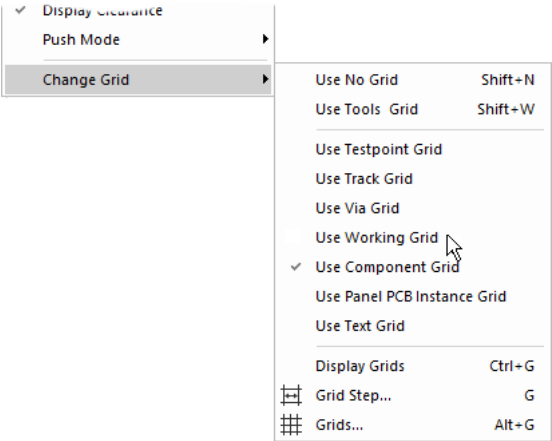 Display Clearance
Push Mode
Change Grid
Use No Grid Shift+N
Use Tools Grid Shift+W
Use Testpoint Grid
Use Track Grid
Use Via Grid
Use Working Grid
Use Component Grid
Use Panel PCB Instance Grid
Use Text Grid
Display Grids Ctrl+G
Grid Step... G
Grids... Alt+G